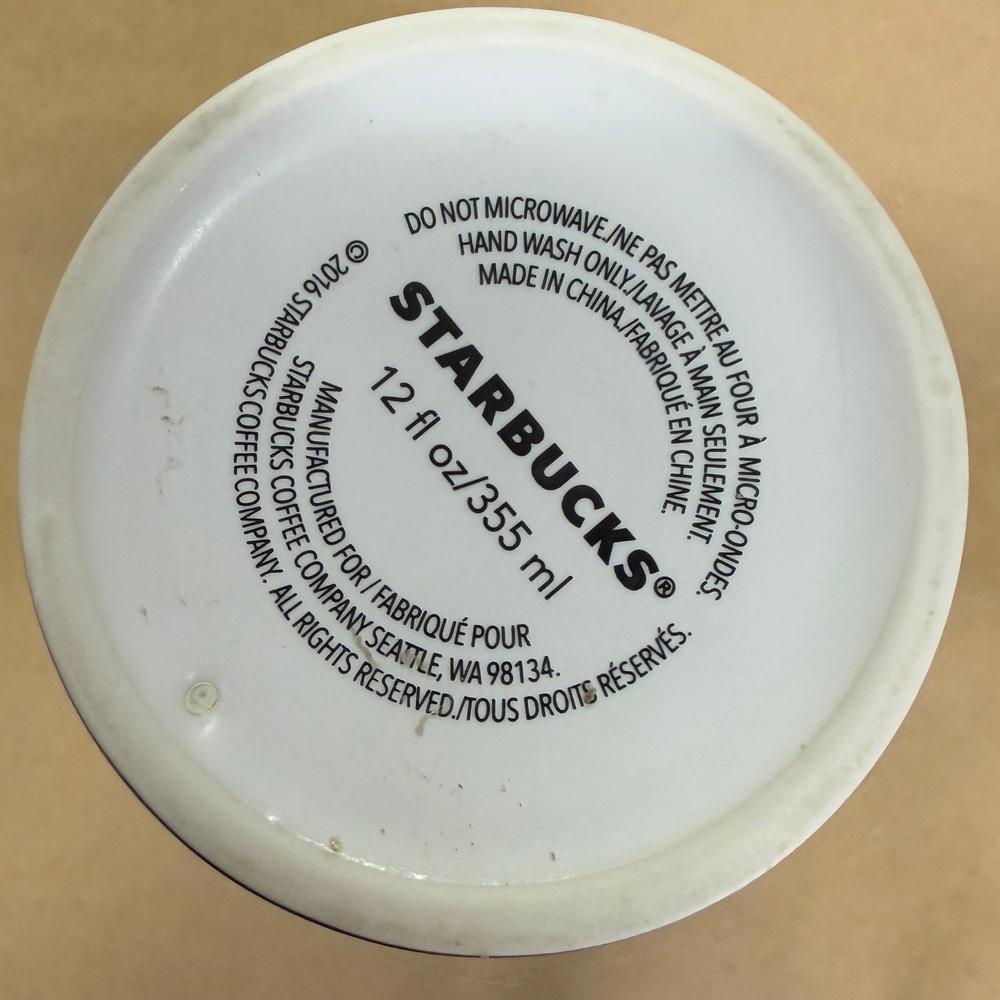 DO NOT MICROWAVE./NE PAS METTRE AU FOUR À MICRO-ONDES.
HAND WASH ONLY./LAVAGE À MAIN SEULEMENT.
MADE IN CHINA./FABRIQUÉ EN CHINE.
STARBUCKS®
12 fl oz/355 ml
MANUFACTURED FOR / FABRIQUÉ POUR
STARBUCKS COFFEE COMPANY SEATTLE, WA 98134.
© 2016 STARBUCKS COFFEE COMPANY. ALL RIGHTS RESERVED./TOUS DROITS RÉSERVÉS.